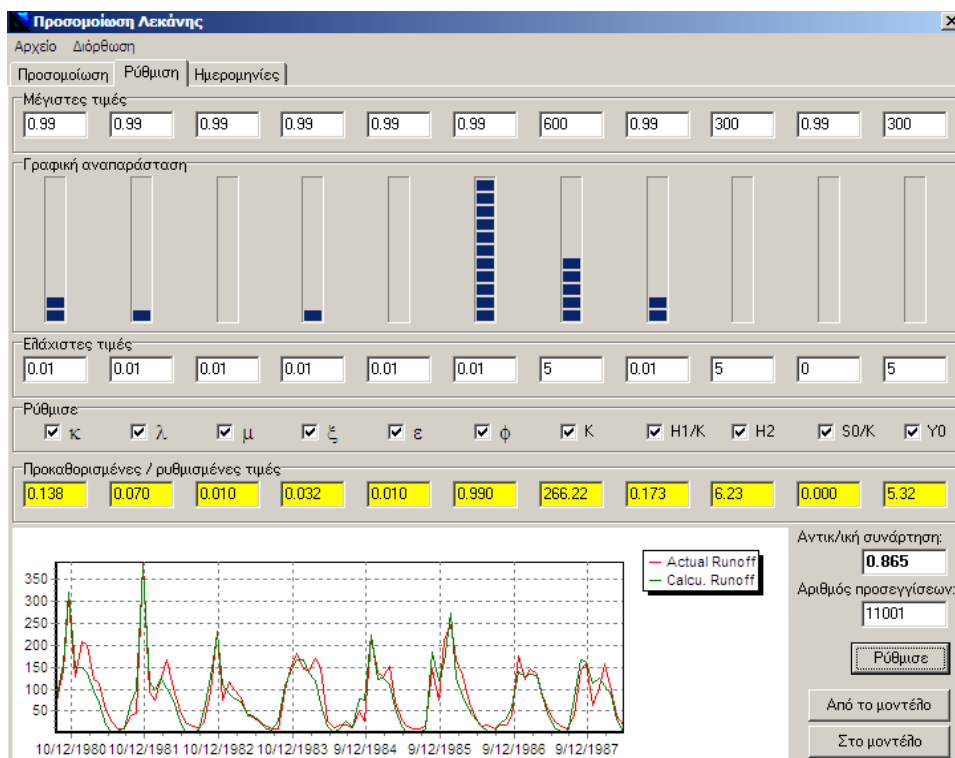 Προσομοίωση Λεκάνης
Αρχείο Διόρθωση
Προσομοίωση Ρύθμιση Ημερομηνίες
Μέγιστες τιμές
0.99 0.99 0.99 0.99 0.99 0.99 600 0.99 300 0.99 300
Γραφική αναπαράσταση
Ελάχιστες τιμές
0.01 0.01 0.01 0.01 0.01 0.01 5 0.01 5 0 5
Ρύθμισε
κ λ μ ξ ε φ K H1/K H2 S0/K Y0
Προκαθορισμένες / ρυθμισμένες τιμές
0.138 0.070 0.010 0.032 0.010 0.990 266.22 0.173 6.23 0.000 5.32
Αντικ/ική συνάρτηση:
0.865
Αριθμός προσεγγίσεων:
11001
Ρύθμισε
Από το μοντέλο
Στο μοντέλο
Actual Runoff
Calcu. Runoff
350
300
250
200
150
100
50
10/12/1980 10/12/1981 10/12/1982 10/12/1983 9/12/1984 9/12/1985 9/12/1986 9/12/1987